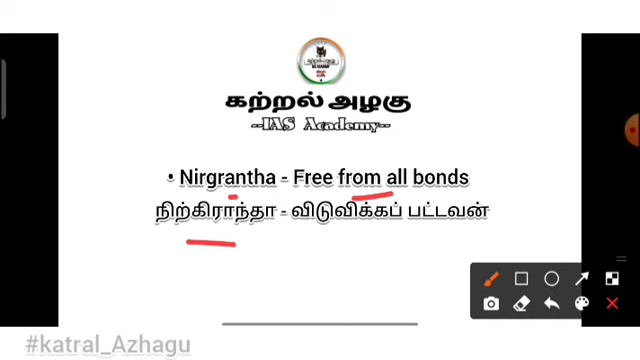 கற்றல் அழகு
--IAS Academy--
• Nirgrantha - Free from all bonds
நிற்கிராந்தா - விடுவிக்கப் பட்டவன்
#katral_Azhagu